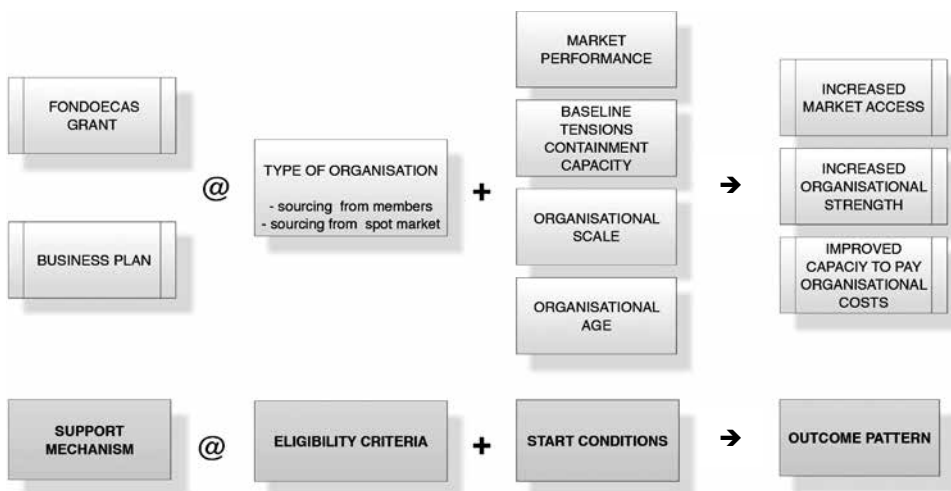 FONDOECAS
GRANT
BUSINESS PLAN
@
TYPE OF ORGANISATION
- sourcing from members
- sourcing from spot market
+
MARKET
PERFORMANCE
BASELINE
TENSIONS
CONTAINMENT
CAPACITY
ORGANISATIONAL
SCALE
ORGANISATIONAL
AGE
➔
INCREASED
MARKET ACCESS
INCREASED
ORGANISATIONAL
STRENGTH
IMPROVED
CAPACIY TO PAY
ORGANISATIONAL
COSTS
SUPPORT
MECHANISM
@
ELIGIBILITY CRITERIA
+
START CONDITIONS
➔
OUTCOME PATTERN